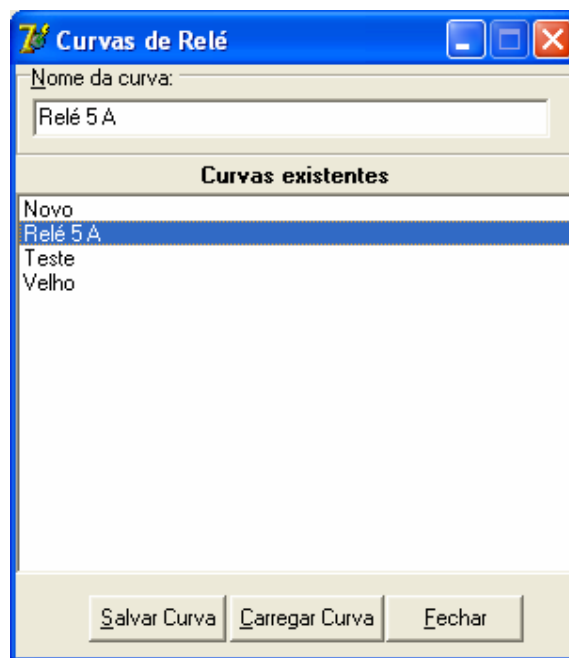 Curvas de Relé
Nome da curva:
Relé 5 A
Curvas existentes
Novo
Relé 5 A
Teste
Velho
Salvar Curva Carregar Curva Fechar